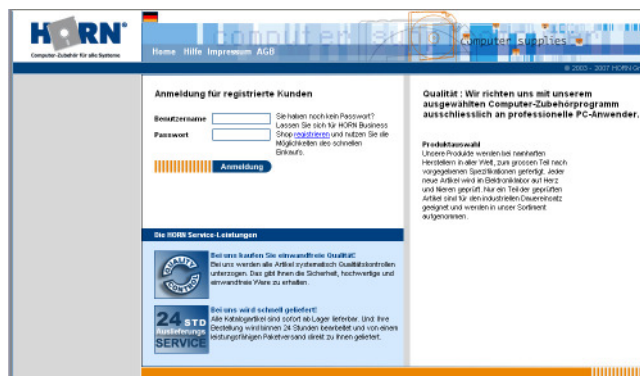 HORN®
Computer-Zubehör für alle Systeme
computer supplies
computer supplies
Home Hilfe Impressum AGB
© 2003 - 2007 HORN
Anmeldung für registrierte Kunden
Benutzername
Passwort
Sie haben noch kein Passwort?
Lassen Sie sich für HORN Business
Shop registrieren und nutzen Sie die
Möglichkeiten des schnellen
Einkaufs.
Anmeldung
Qualität : Wir richten uns mit unserem
ausgewählten Computer-Zubehörprogramm
ausschliesslich an professionelle PC-Anwender.
Produktauswahl
Unsere Produkte werden bei namhaften
Herstellern in aller Welt, zum grossen Teil nach
vorgegebenen Spezifikationen gefertigt. Jeder
neue Artikel wird im Elektroniklabor auf Herz
und Nieren geprüft. Nur ein Teil der geprüften
Artikel sind für den industriellen Dauereinsatz
geeignet und werden in unser Sortiment
aufgenommen.
Die HORN Service-Leistungen
QUALITY CONTROL
Bei uns kaufen Sie einwandfreie Qualität!
Bei uns werden alle Artikel systematisch Qualitätskontrollen
unterzogen. Das gibt Ihnen die Sicherheit, hochwertige und
einwandfreie Ware zu erhalten.
24 STD
Auslieferungs
SERVICE
Bei uns wird schnell geliefert!
Alle Katalogartikel sind sofort ab Lager lieferbar. Und: Ihre
Bestellung wird binnen 24 Stunden bearbeitet und von einem
leistungsfähigen Paketversand direkt zu Ihnen geliefert.